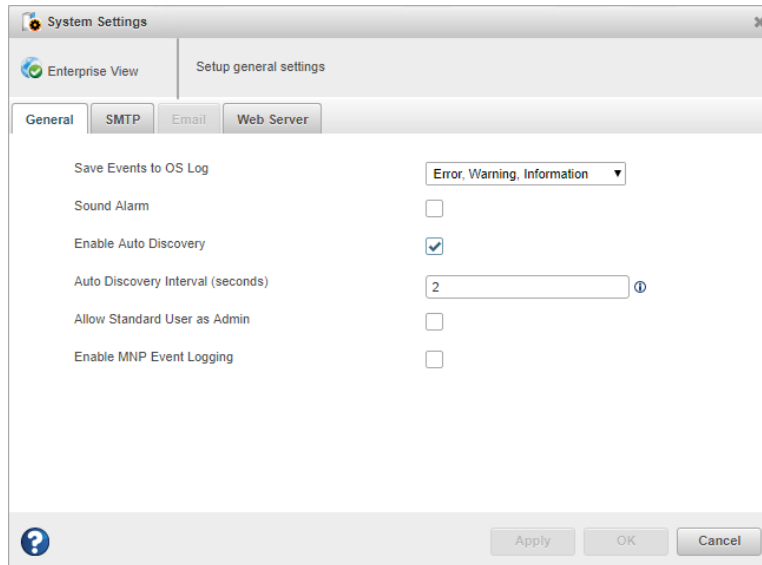 System Settings
Enterprise View
Setup general settings
General SMTP Email Web Server
Save Events to OS Log Error, Warning, Information
Sound Alarm
Enable Auto Discovery
Auto Discovery Interval (seconds) 2
Allow Standard User as Admin
Enable MNP Event Logging
Apply OK Cancel